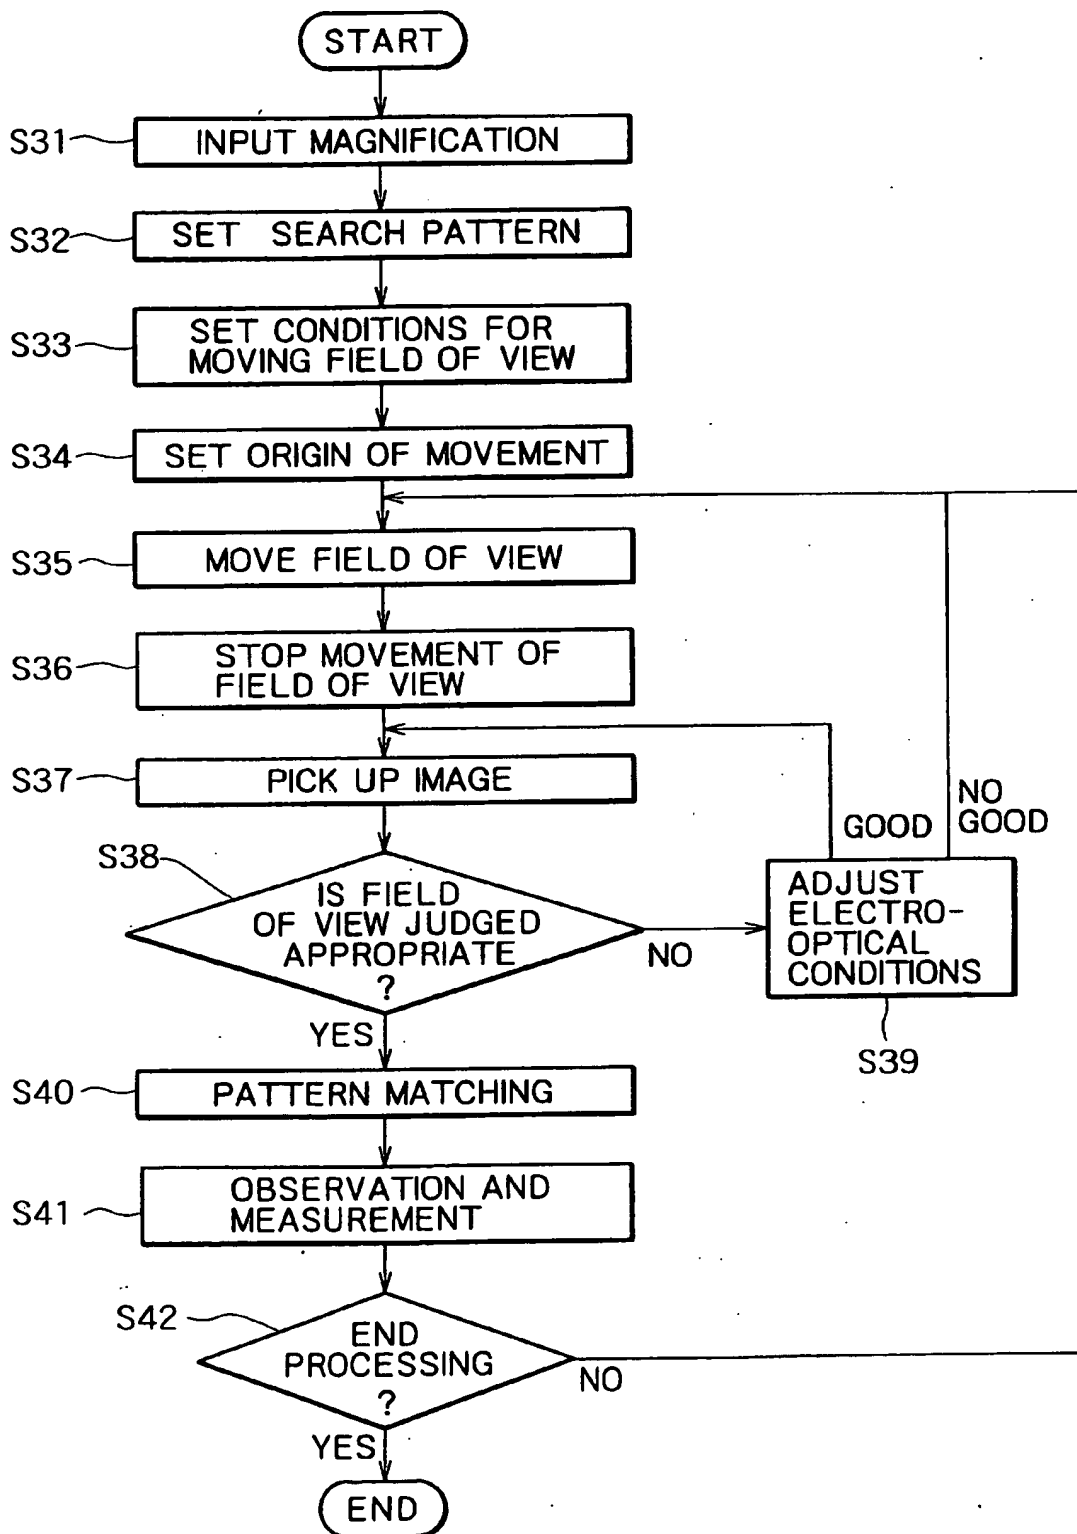 START
S31
INPUT MAGNIFICATION
S32
SET SEARCH PATTERN
S33
SET CONDITIONS FOR
MOVING FIELD OF VIEW
S34
SET ORIGIN OF MOVEMENT
S35
MOVE FIELD OF VIEW
S36
STOP MOVEMENT OF
FIELD OF VIEW
S37
PICK UP IMAGE
GOOD
NO
GOOD
S38
IS FIELD
OF VIEW JUDGED
APPROPRIATE
?
NO
YES
ADJUST
ELECTRO-
OPTICAL
CONDITIONS
S39
S40
PATTERN MATCHING
S41
OBSERVATION AND
MEASUREMENT
S42
END
PROCESSING
?
NO
YES
END